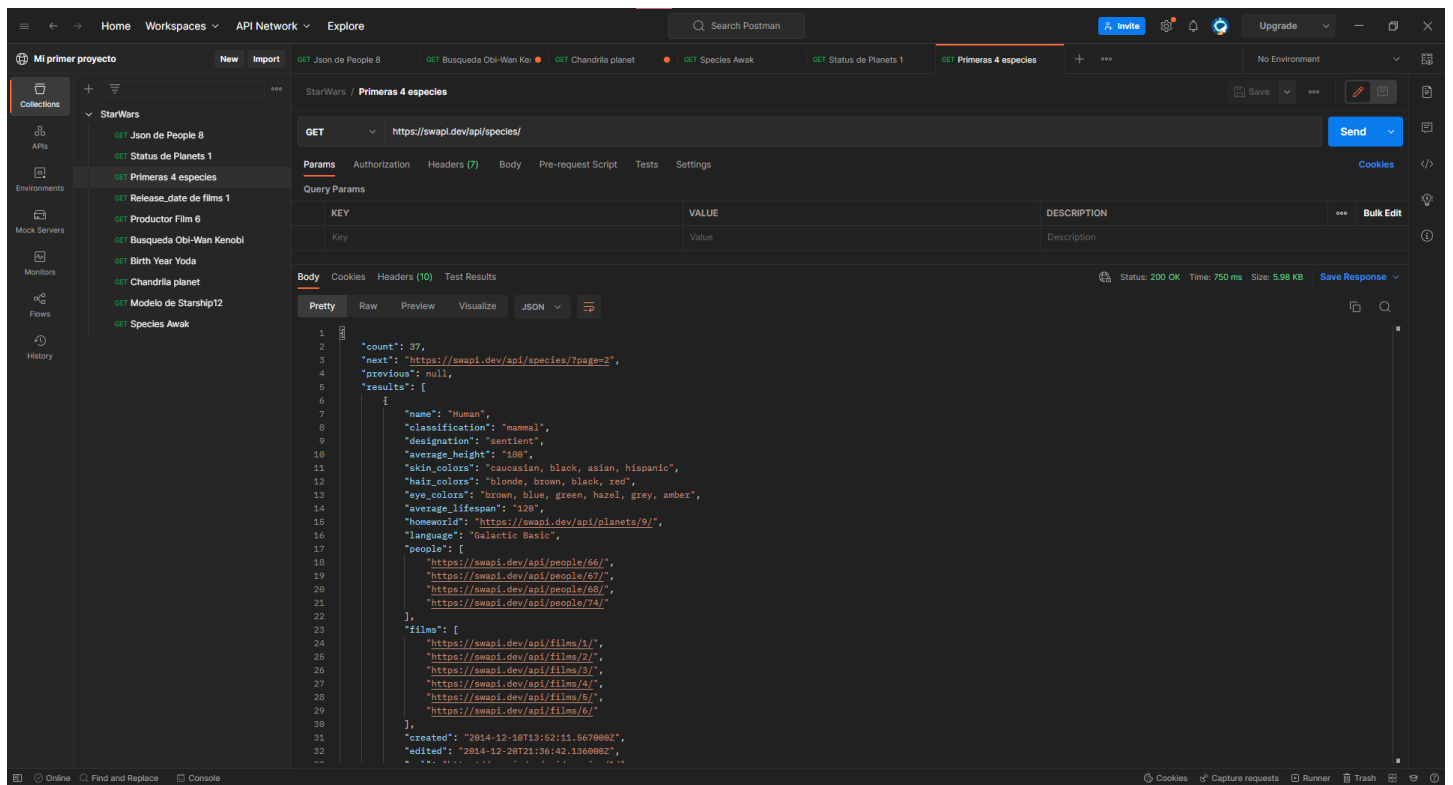 Home Workspaces API Network Explore Search Postman Invite Upgrade
Mi primer proyecto New Import GET Json de People 8 GET Busqueda Obi-Wan Ke GET Chandrila planet GET Species Awak GET Status de Planets 1 GET Primeras 4 especies No Environment
Collections
APIs
Environments
Mock Servers
Monitors
Flows
History
StarWars
GET Json de People 8
GET Status de Planets 1
GET Primeras 4 especies
GET Release_date de films 1
GET Productor Film 6
GET Busqueda Obi-Wan Kenobi
GET Birth Year Yoda
GET Chandrila planet
GET Modelo de Starship12
GET Species Awak
StarWars / Primeras 4 especies Save
GET https://swapi.dev/api/species/ Send
Params Authorization Headers (7) Body Pre-request Script Tests Settings Cookies
Query Params
KEY VALUE DESCRIPTION Bulk Edit
Key Value Description
Body Cookies Headers (10) Test Results Status: 200 OK Time: 750 ms Size: 5.98 KB Save Response
Pretty Raw Preview Visualize JSON
1 {
2 "count": 37,
3 "next": "https://swapi.dev/api/species/?page=2",
4 "previous": null,
5 "results": [
6 {
7 "name": "Human",
8 "classification": "mammal",
9 "designation": "sentient",
10 "average_height": "180",
11 "skin_colors": "caucasian, black, asian, hispanic",
12 "hair_colors": "blonde, brown, black, red",
13 "eye_colors": "brown, blue, green, hazel, grey, amber",
14 "average_lifespan": "120",
15 "homeworld": "https://swapi.dev/api/planets/9/",
16 "language": "Galactic Basic",
17 "people": [
18 "https://swapi.dev/api/people/66/",
19 "https://swapi.dev/api/people/67/",
20 "https://swapi.dev/api/people/68/",
21 "https://swapi.dev/api/people/74/"
22 ],
23 "films": [
24 "https://swapi.dev/api/films/1/",
25 "https://swapi.dev/api/films/2/",
26 "https://swapi.dev/api/films/3/",
27 "https://swapi.dev/api/films/4/",
28 "https://swapi.dev/api/films/5/",
29 "https://swapi.dev/api/films/6/"
30 ],
31 "created": "2014-12-10T13:52:11.567000Z",
32 "edited": "2014-12-20T21:36:42.136000Z",
Online Find and Replace Console Cookies Capture requests Runner Trash